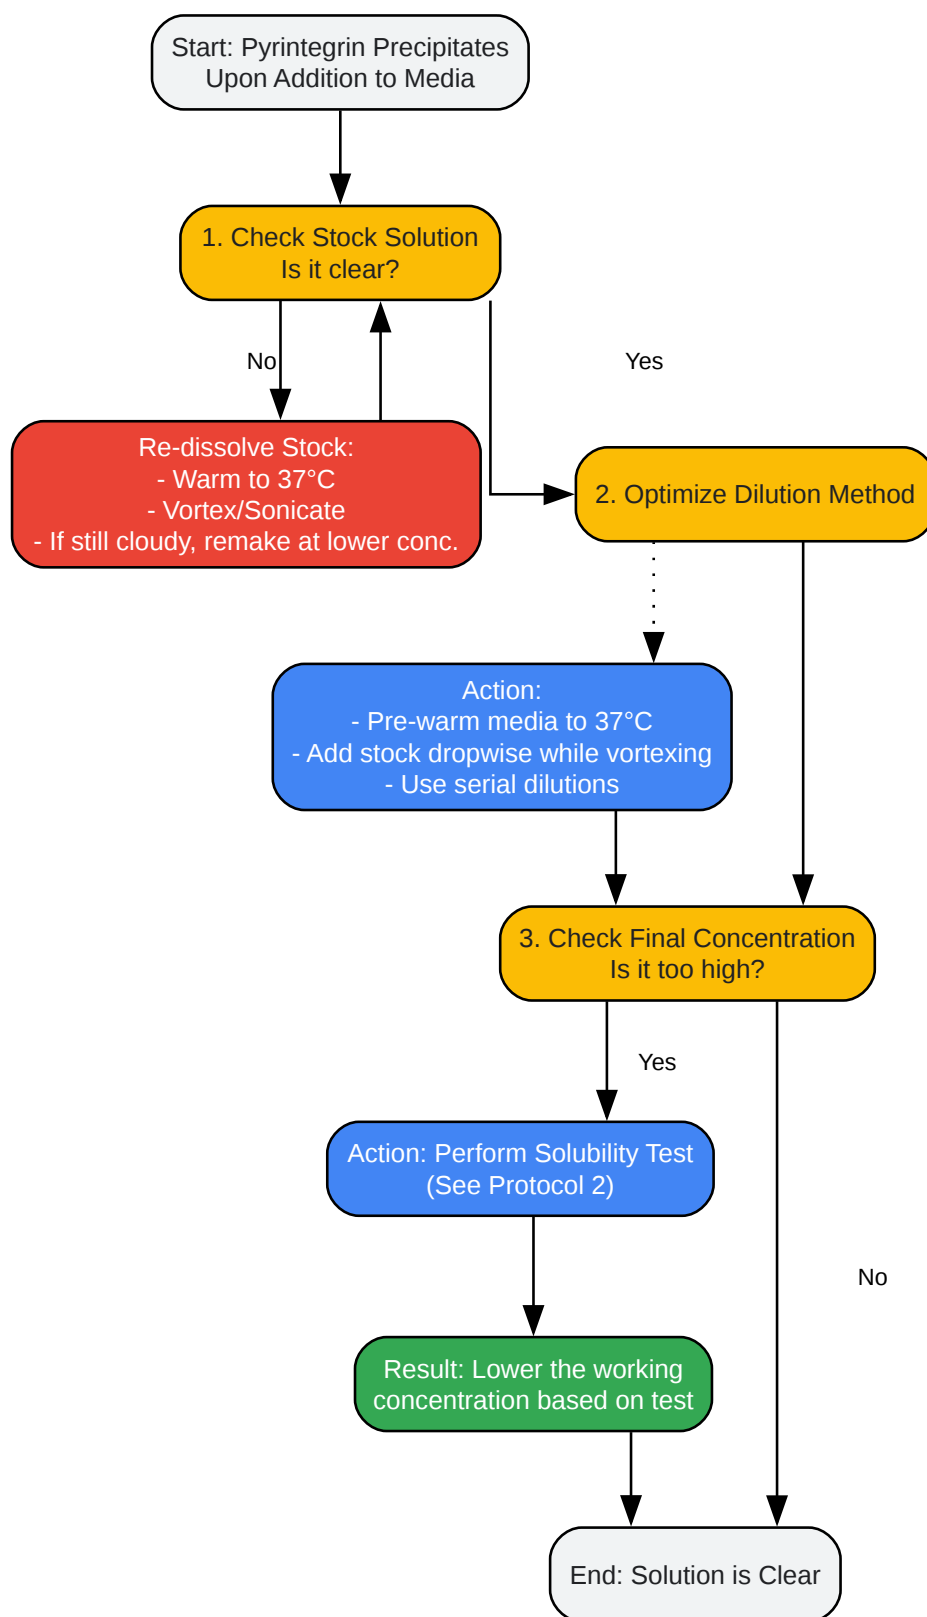 Start: Pyrintegrin Precipitates
Upon Addition to Media
1. Check Stock Solution
Is it clear?
No
Yes
Re-dissolve Stock:
- Warm to 37°C
- Vortex/Sonicate
- If still cloudy, remake at lower conc.
2. Optimize Dilution Method
Action:
- Pre-warm media to 37°C
- Add stock dropwise while vortexing
- Use serial dilutions
3. Check Final Concentration
Is it too high?
Yes
Action: Perform Solubility Test
(See Protocol 2)
No
Result: Lower the working
concentration based on test
End: Solution is Clear